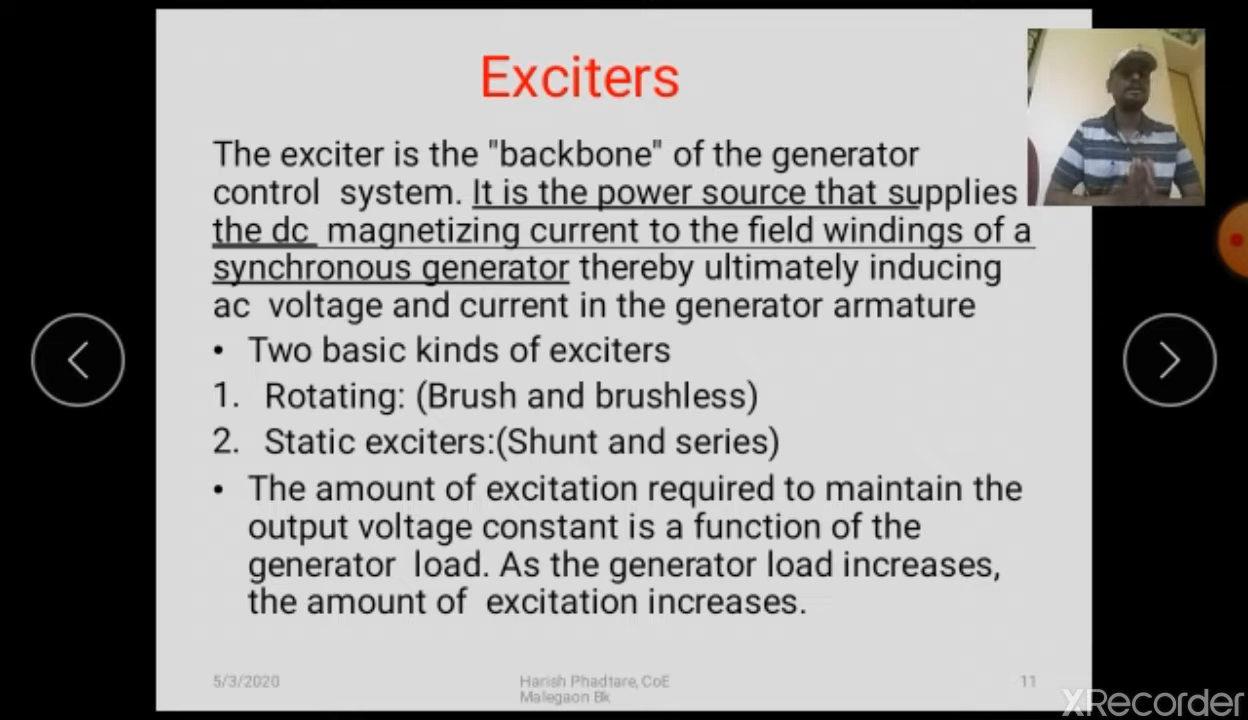 Exciters
The exciter is the "backbone" of the generator
control system. It is the power source that supplies
the dc magnetizing current to the field windings of a
synchronous generator thereby ultimately inducing
ac voltage and current in the generator armature
• Two basic kinds of exciters
1. Rotating: (Brush and brushless)
2. Static exciters:(Shunt and series)
• The amount of excitation required to maintain the
output voltage constant is a function of the
generator load. As the generator load increases,
the amount of excitation increases.
5/3/2020
Harish Phadtare, CoE
Malegaon Bk
11
XRecorder